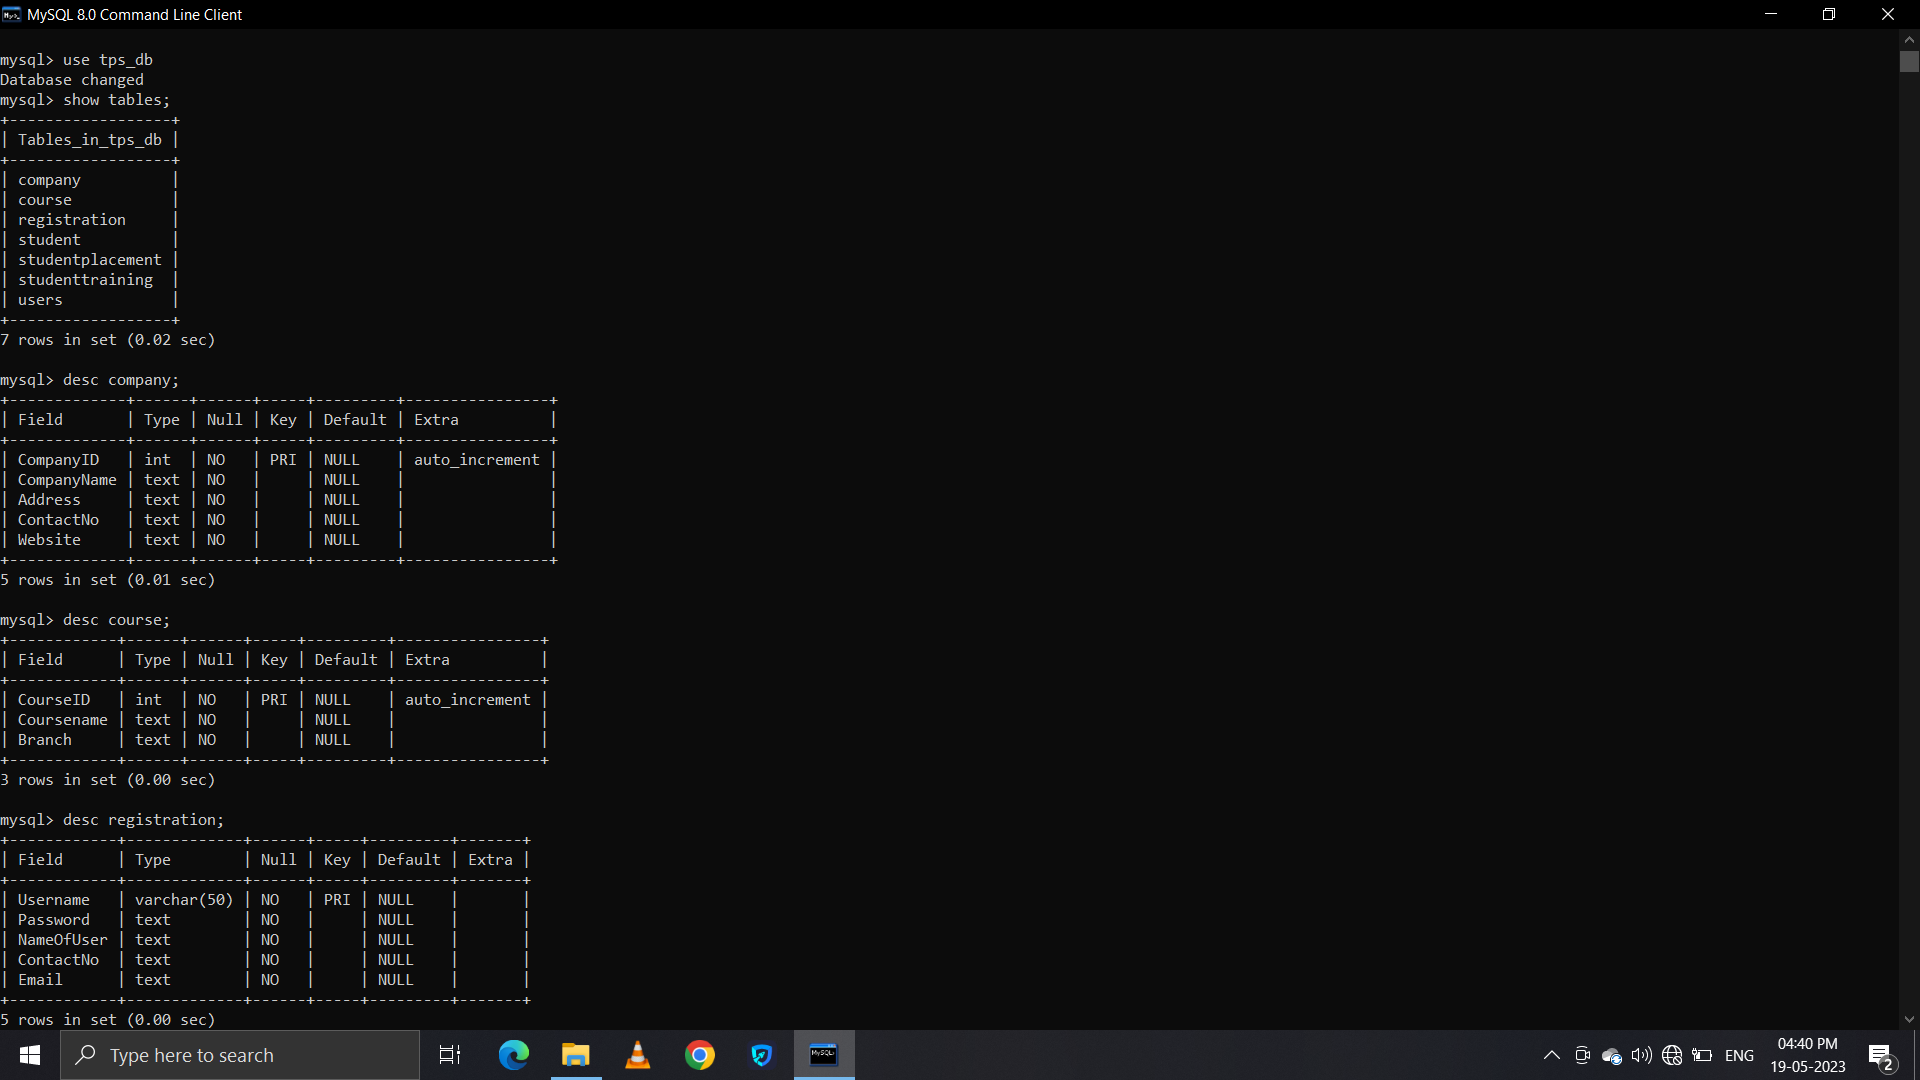 MySQL 8.0 Command Line Client
mysql> use tps_db
Database changed
mysql> show tables;
+------------------+
| Tables_in_tps_db |
+------------------+
| company          |
| course           |
| registration     |
| student          |
| studentplacement |
| studenttraining  |
| users            |
+------------------+
7 rows in set (0.02 sec)
mysql> desc company;
+-------------+------+------+-----+---------+----------------+
| Field       | Type | Null | Key | Default | Extra          |
+-------------+------+------+-----+---------+----------------+
| CompanyID   | int  | NO   | PRI | NULL    | auto_increment |
| CompanyName | text | NO   |     | NULL    |                |
| Address     | text | NO   |     | NULL    |                |
| ContactNo   | text | NO   |     | NULL    |                |
| Website     | text | NO   |     | NULL    |                |
+-------------+------+------+-----+---------+----------------+
5 rows in set (0.01 sec)
mysql> desc course;
+------------+------+------+-----+---------+----------------+
| Field      | Type | Null | Key | Default | Extra          |
+------------+------+------+-----+---------+----------------+
| CourseID   | int  | NO   | PRI | NULL    | auto_increment |
| Coursename | text | NO   |     | NULL    |                |
| Branch     | text | NO   |     | NULL    |                |
+------------+------+------+-----+---------+----------------+
3 rows in set (0.00 sec)
mysql> desc registration;
+------------+-------------+------+-----+---------+-------+
| Field      | Type        | Null | Key | Default | Extra |
+------------+-------------+------+-----+---------+-------+
| Username   | varchar(50) | NO   | PRI | NULL    |       |
| Password   | text        | NO   |     | NULL    |       |
| NameOfUser | text        | NO   |     | NULL    |       |
| ContactNo  | text        | NO   |     | NULL    |       |
| Email      | text        | NO   |     | NULL    |       |
+------------+-------------+------+-----+---------+-------+
5 rows in set (0.00 sec)
Type here to search
ENG
04:40 PM
19-05-2023
2